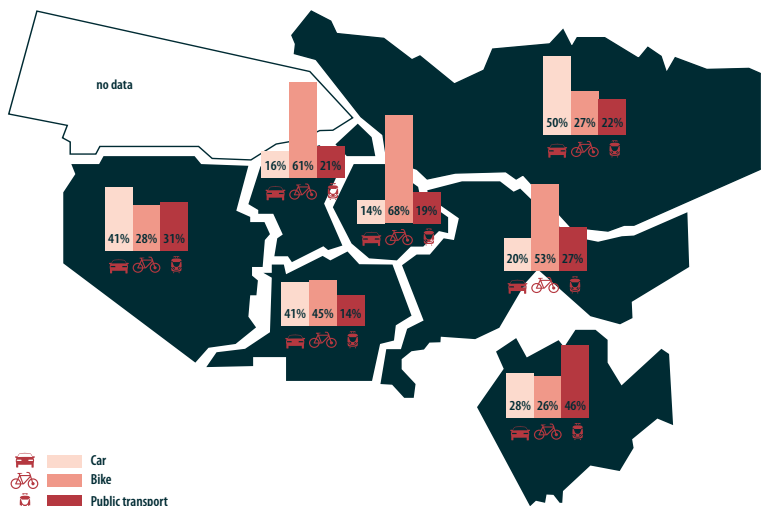 no data
50% 27% 22%
16% 61% 21%
14% 68% 19%
41% 28% 31%
20% 53% 27%
41% 45% 14%
28% 26% 46%
Car
Bike
Public transport